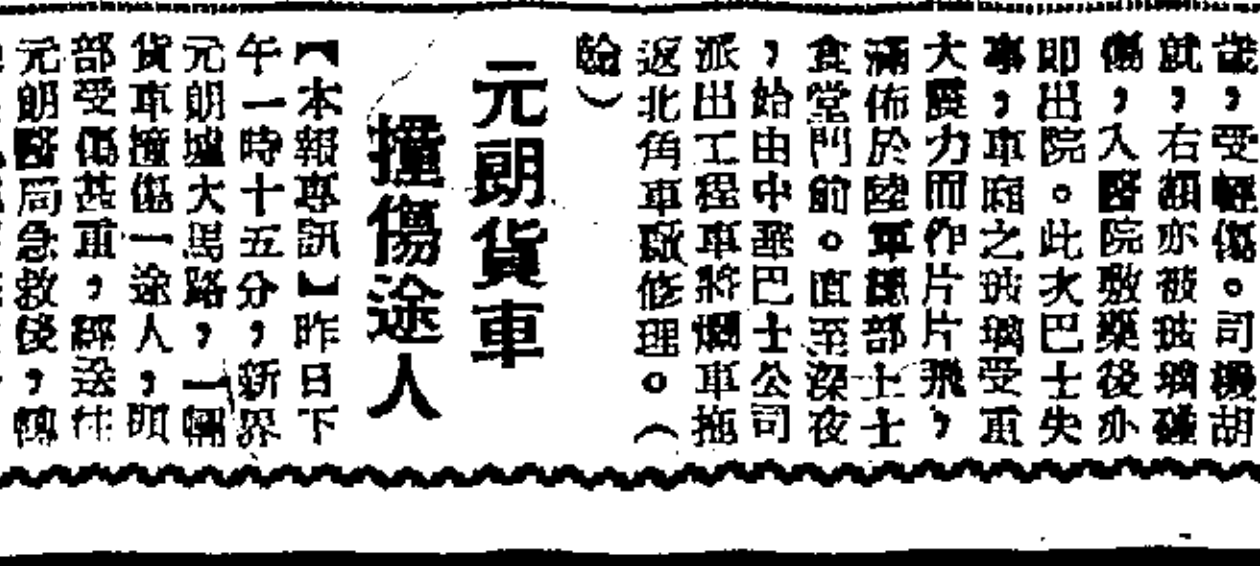 歲，受輕傷。司機胡
就，右額亦被玻璃碰
傷，入醫院敷藥後亦
即出院。此次巴士失
事，車廂之玻璃受重
大震力而作片片飛，
滿佈於陸軍總部上士
食堂門前。直至深夜
，始由中華巴士公司
派出工程車將爛車拖
返北角車廠修理。（
玲）
元朗貨車
撞傷途人
【本報專訊】昨日下
午一時十五分，新界
元朗墟大馬路，一輛
貨車撞傷一途人，頭
部受傷甚重，經送往
元朗醫局急救後，轉